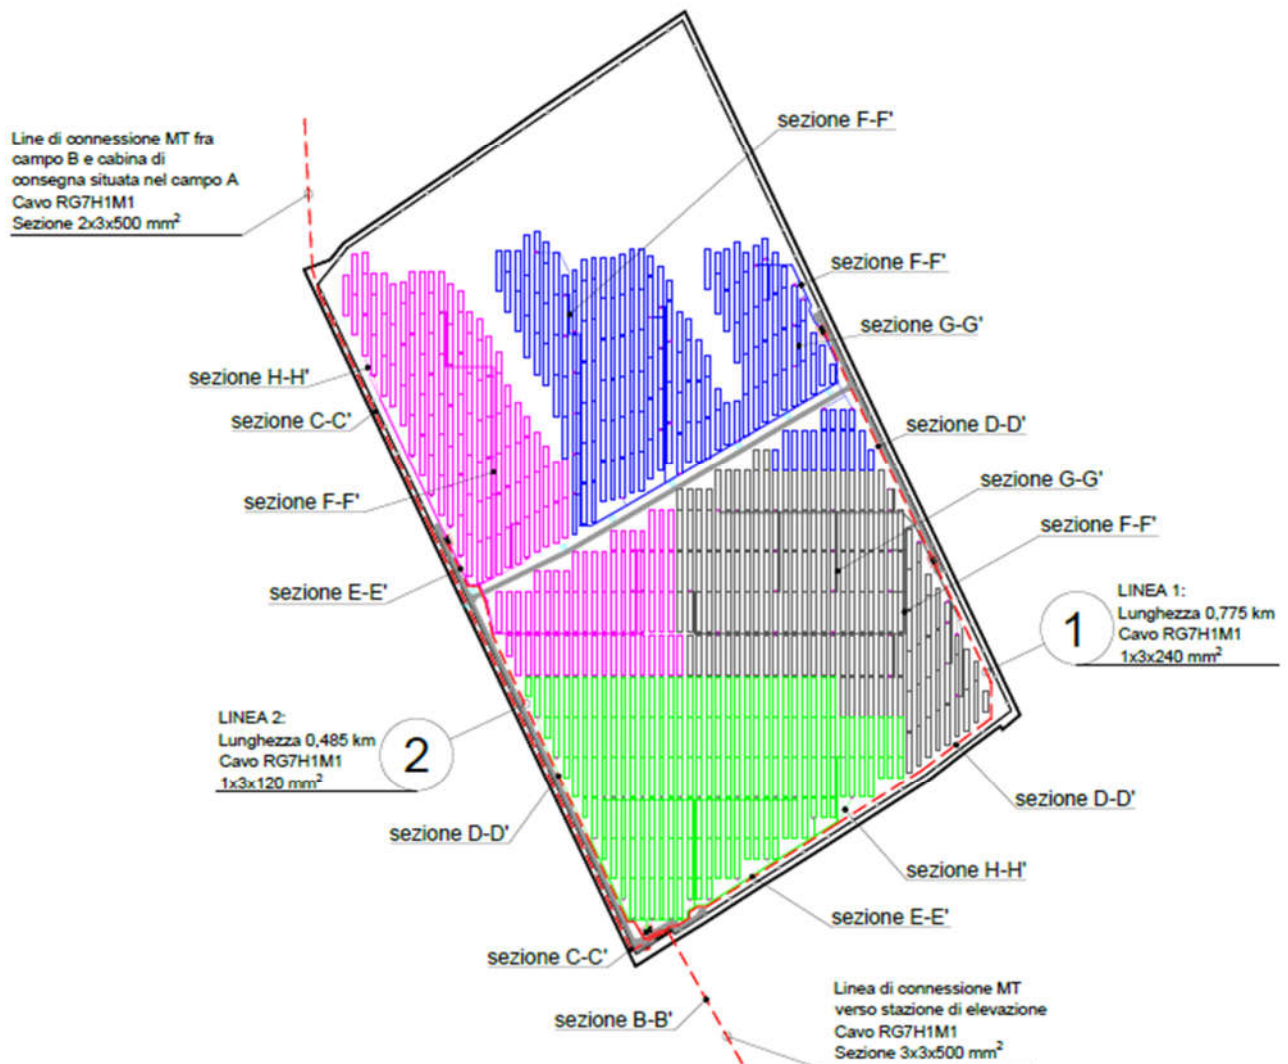 sezione F-F'
Line di connessione MT fra
campo B e cabina di
consegna situata nel campo A
Cavo RG7H1M1
Sezione 2x3x500 mm²
sezione F-F'
sezione G-G'
sezione H-H'
sezione C-C'
sezione D-D'
sezione G-G'
sezione F-F'
sezione F-F'
sezione E-E'
1
LINEA 1:
Lunghezza 0,775 km
Cavo RG7H1M1
1x3x240 mm²
LINEA 2:
Lunghezza 0,485 km
Cavo RG7H1M1
1x3x120 mm²
2
sezione D-D'
sezione D-D'
sezione H-H'
sezione E-E'
sezione C-C'
sezione B-B'
Linea di connessione MT
verso stazione di elevazione
Cavo RG7H1M1
Sezione 3x3x500 mm²